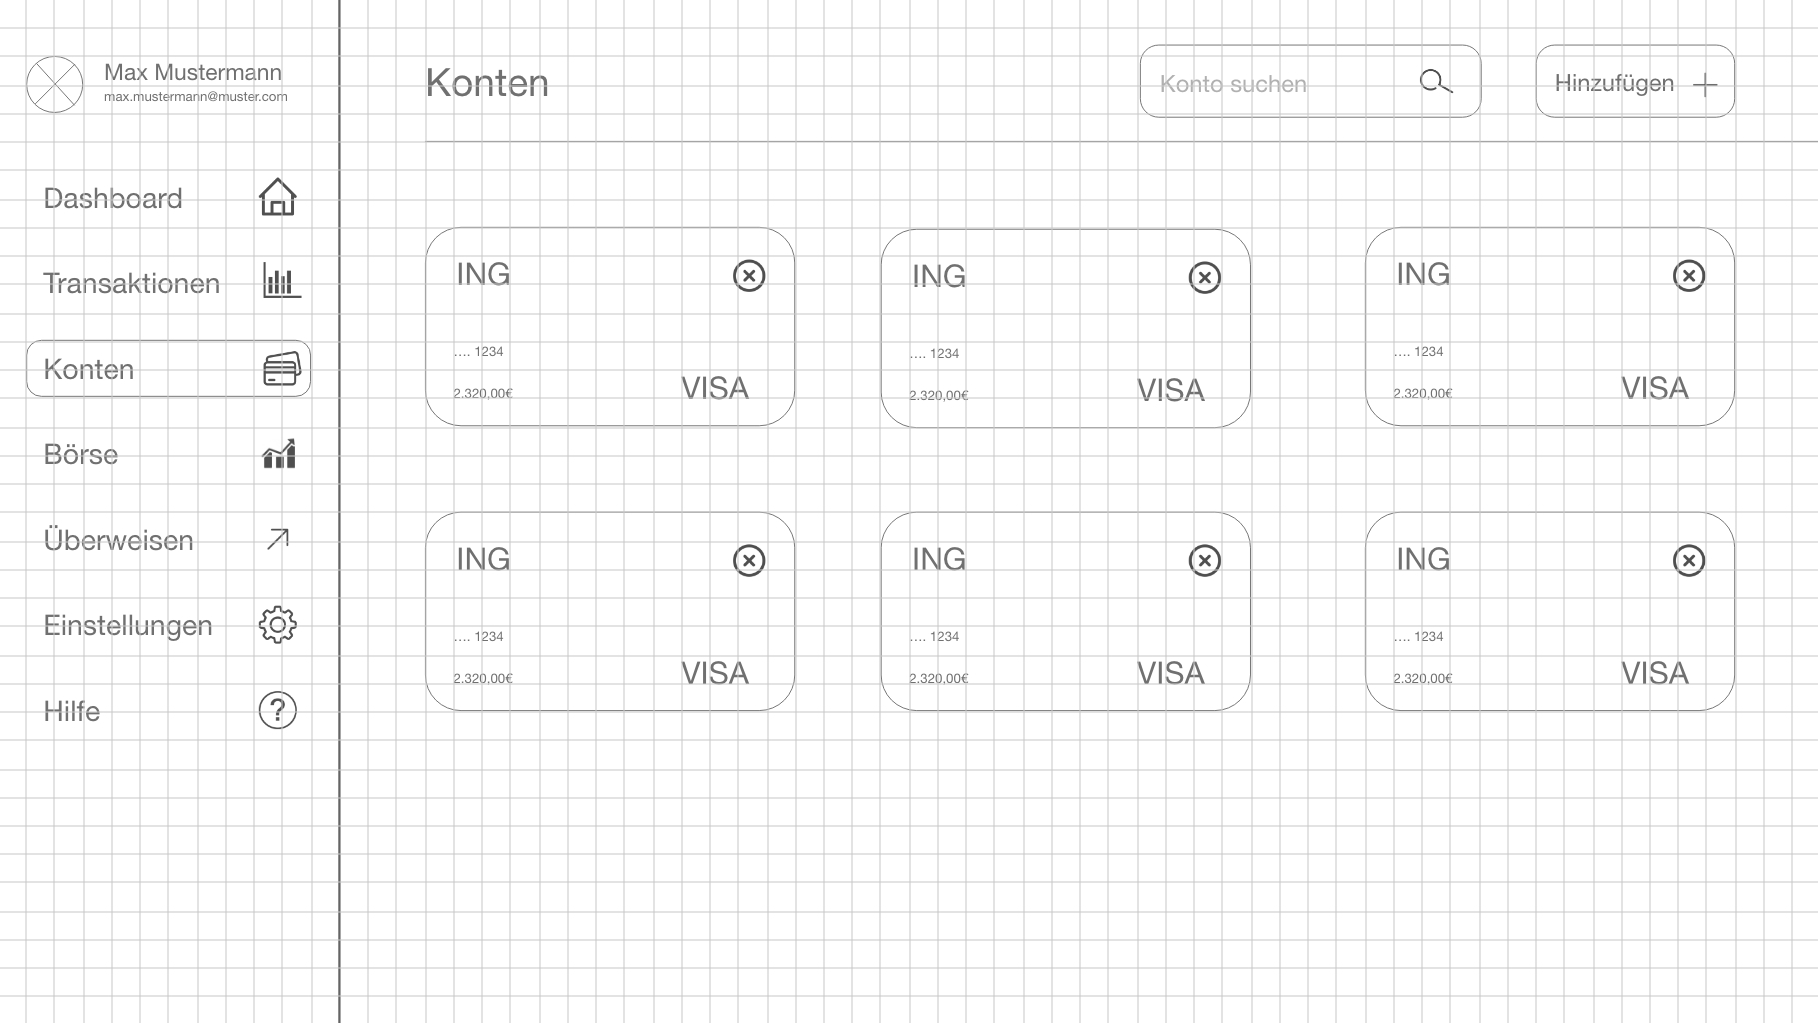 Max Mustermann
max.mustermann@muster.com
Dashboard
Transaktionen
Konten
Börse
Überweisen
Einstellungen
Hilfe
?
Konten
Konto suchen
Hinzufügen
ING
.... 1234
2.320,00€
VISA
ING
.... 1234
2.320,00€
VISA
ING
.... 1234
2.320,00€
VISA
ING
.... 1234
2.320,00€
VISA
ING
.... 1234
2.320,00€
VISA
ING
.... 1234
2.320,00€
VISA